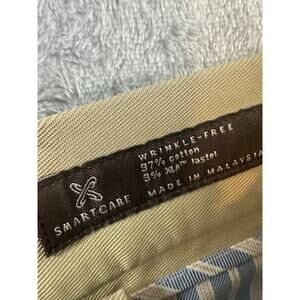 WRINKLE-FREE
97% cotton
3% XLA™ lastol
MADE IN MALAYSIA
SMARTCARE